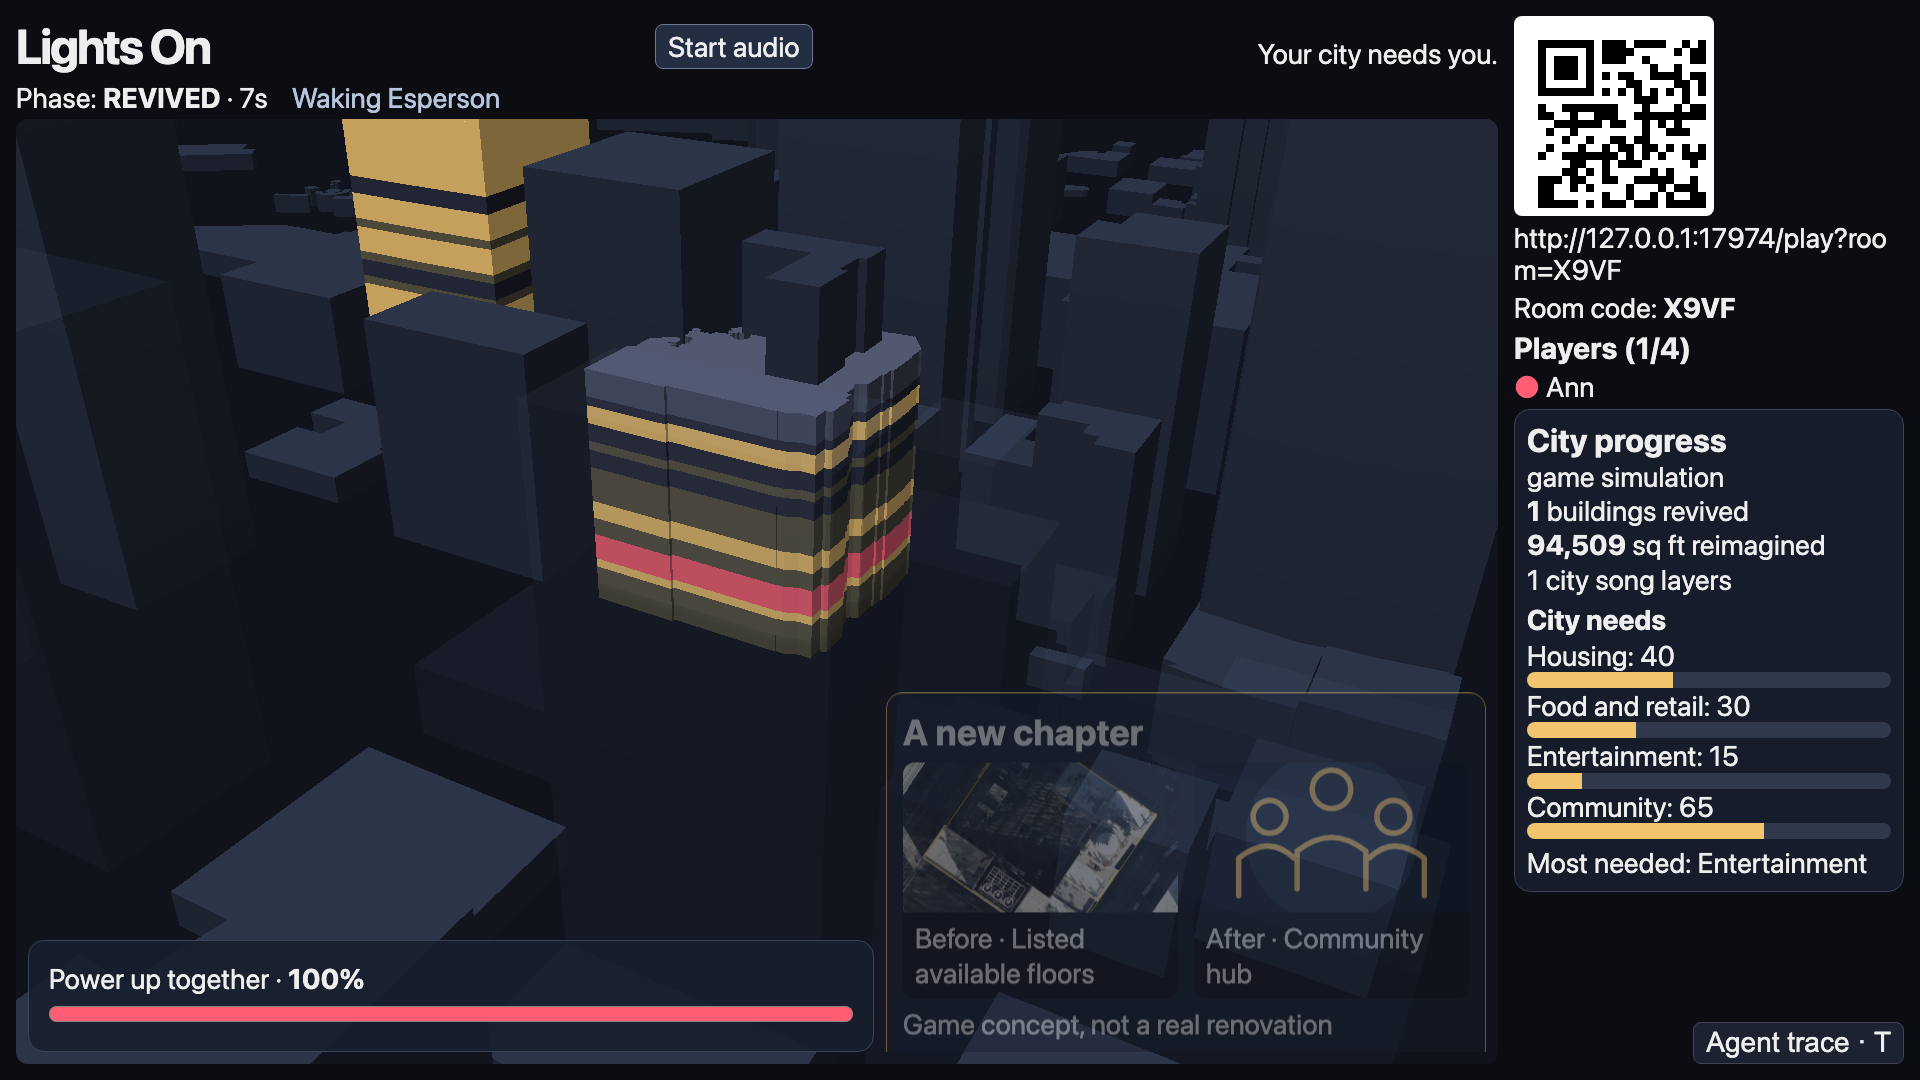 Lights On
Start audio
Your city needs you.
Phase: REVIVED · 7s Waking Esperson
http://127.0.0.1:17974/play?roo
m=X9VF
Room code: X9VF
Players (1/4)
Ann
City progress
game simulation
1 buildings revived
94,509 sq ft reimagined
1 city song layers
City needs
Housing: 40
Food and retail: 30
Entertainment: 15
Community: 65
Most needed: Entertainment
A new chapter
Before · Listed
available floors
After · Community
hub
Game concept, not a real renovation
Power up together · 100%
Agent trace · T